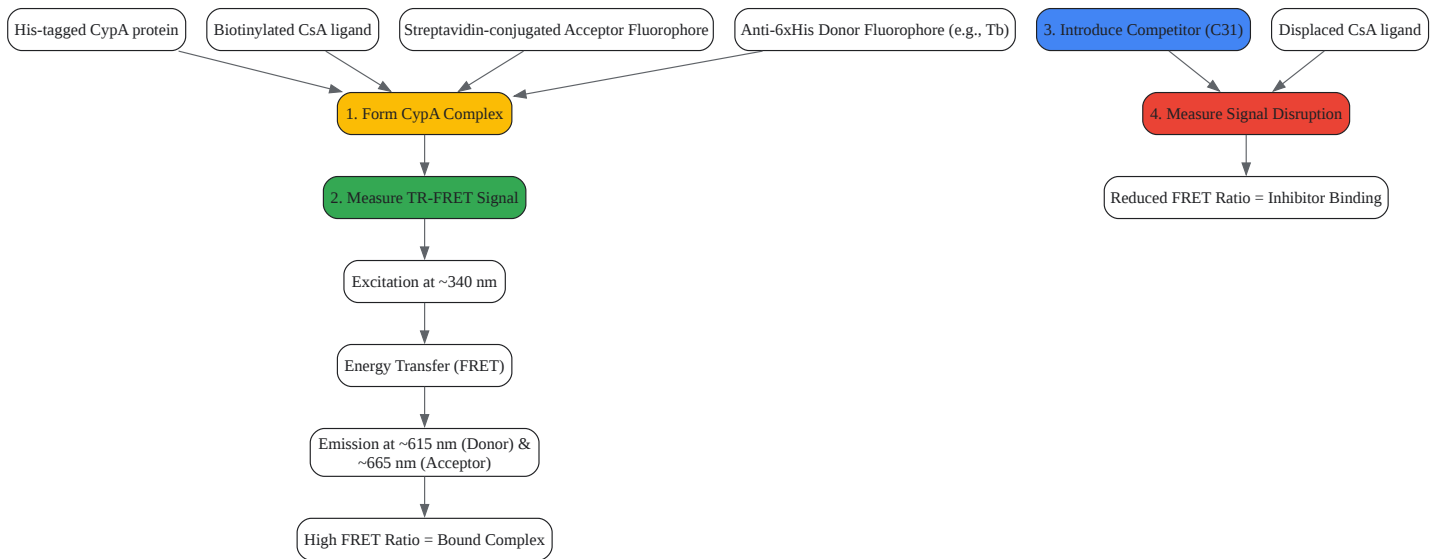 His-tagged CypA protein
Biotinylated CsA ligand
Streptavidin-conjugated Acceptor Fluorophore
Anti-6xHis Donor Fluorophore (e.g., Tb)
3. Introduce Competitor (C31)
Displaced CsA ligand
1. Form CypA Complex
4. Measure Signal Disruption
2. Measure TR-FRET Signal
Reduced FRET Ratio = Inhibitor Binding
Excitation at ~340 nm
Energy Transfer (FRET)
Emission at ~615 nm (Donor) &
~665 nm (Acceptor)
High FRET Ratio = Bound Complex